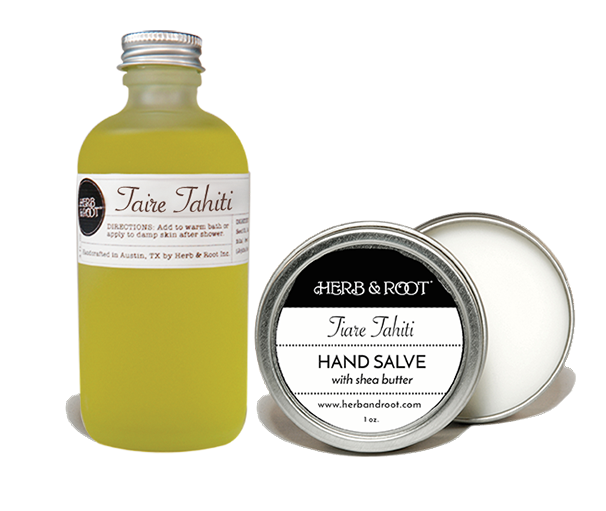 HERB
& ROOT
Taire Tahiti
DIRECTIONS: Add to warm bath or
apply to damp skin after shower.
Handcrafted in Austin, TX by Herb & Root Inc.
HERB & ROOT
Tiare Tahiti
HAND SALVE
with shea butter
www.herbandroot.com
1 oz.